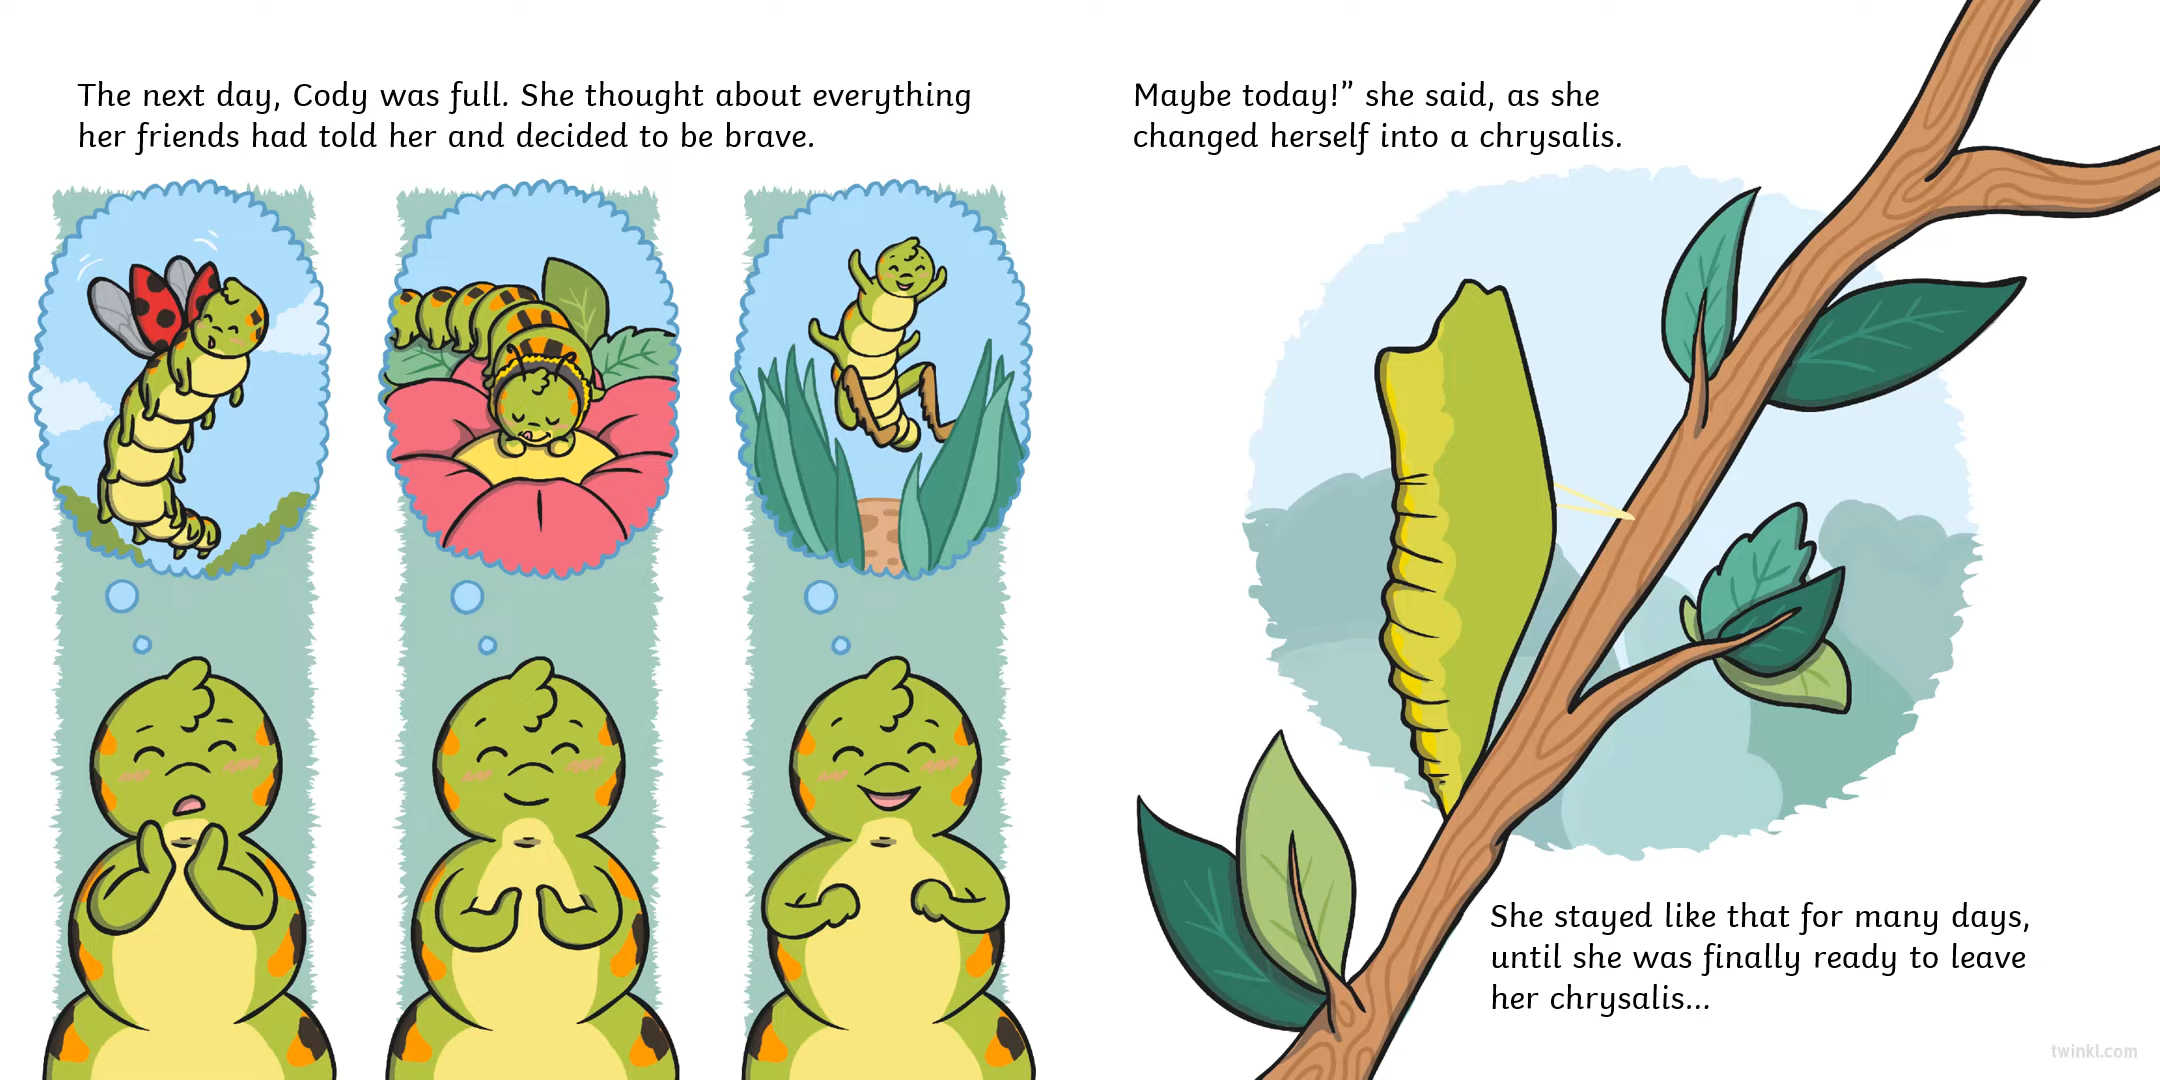 The next day, Cody was full. She thought about everything
her friends had told her and decided to be brave.
Maybe today!” she said, as she
changed herself into a chrysalis.
She stayed like that for many days,
until she was finally ready to leave
her chrysalis...
twinkl.com